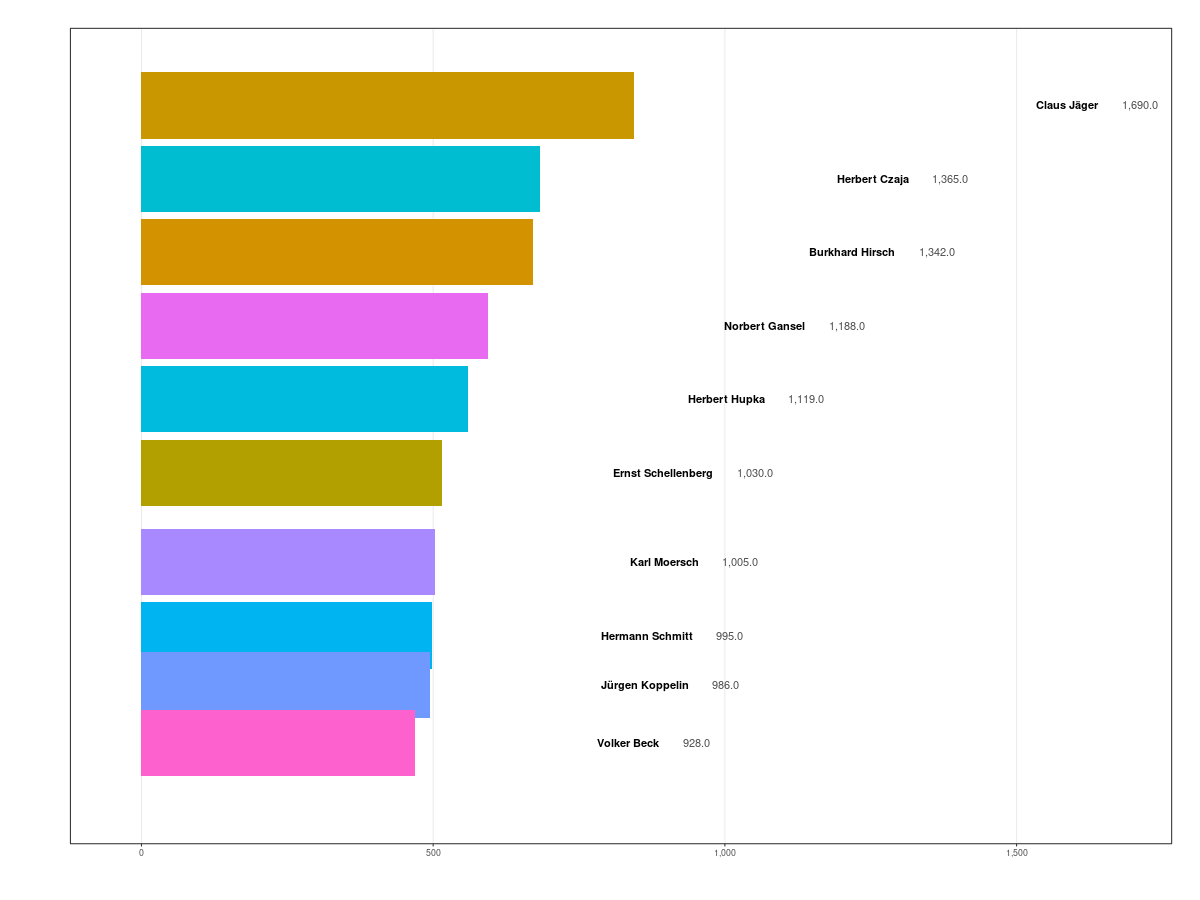 Claus Jäger 1,690.0
Herbert Czaja 1,365.0
Burkhard Hirsch 1,342.0
Norbert Gansel 1,188.0
Herbert Hupka 1,119.0
Ernst Schellenberg 1,030.0
Karl Moersch 1,005.0
Hermann Schmitt 995.0
Jürgen Koppelin 986.0
Volker Beck 928.0
0 500 1,000 1,500